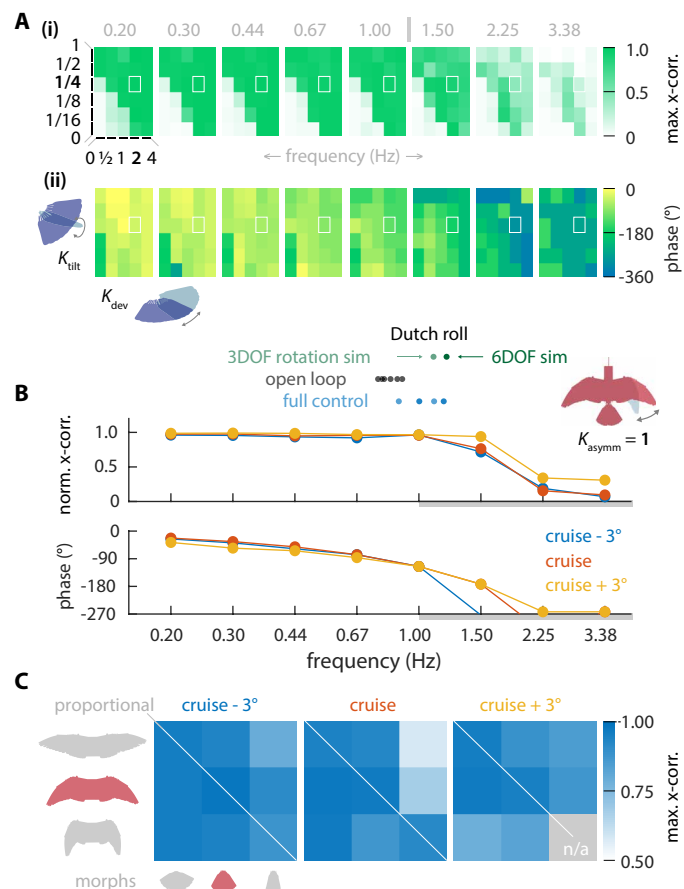 A
(i)
0.20 0.30 0.44 0.67 1.00 1.50 2.25 3.38
1
1/2
1/4
1/8
1/16
0
0 ½ 1 2 4
← frequency (Hz) →
1.0
0.5
0
max. x-corr.
(ii)
K tilt
K dev
0
-180
-360
phase (°)
Dutch roll
3DOF rotation sim
6DOF sim
open loop
full control
B
K asymm = 1
1.0
0.5
0
norm. x-corr.
0
-90
-180
-270
phase (°)
cruise - 3°
cruise
cruise + 3°
0.20 0.30 0.44 0.67 1.00 1.50 2.25 3.38
frequency (Hz)
C
proportional
cruise - 3° cruise cruise + 3°
n/a
1.00
0.75
0.50
max. x-corr.
morphs